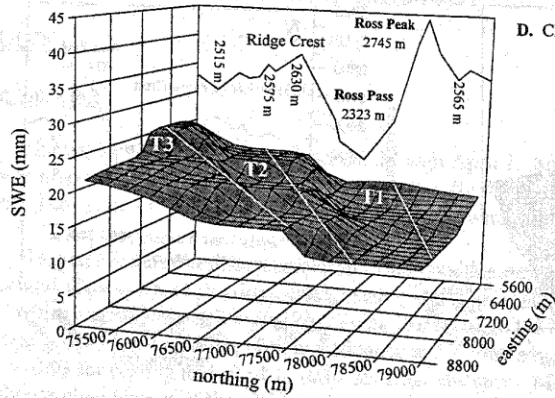 45
40
35
30
25
20
15
10
5
0
SWE (mm)
D. C
Ross Peak
2745 m
Ridge Crest
2515 m
2575 m
2630 m
Ross Pass
2323 m
2565 m
T3
T2
T1
75500
76000
76500
77000
77500
78000
78500
79000
northing (m)
5600
6400
7200
8000
8800
easting (m)